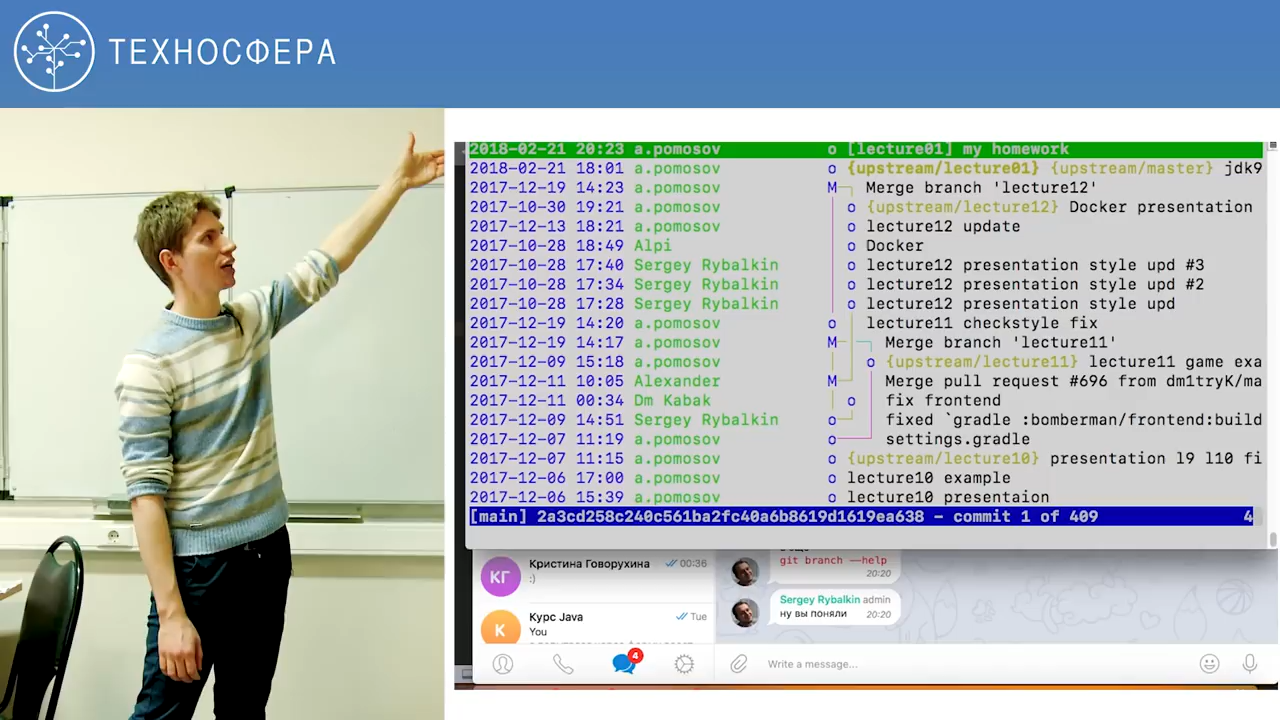 ТЕХНОСФЕРА
2018-02-21 20:23 a.pomosov o [lecture01] my homework
2018-02-21 18:01 a.pomosov o {upstream/lecture01} {upstream/master} jdk9
2017-12-19 14:23 a.pomosov M Merge branch 'lecture12'
2017-10-30 19:21 a.pomosov o {upstream/lecture12} Docker presentation
2017-12-13 18:21 a.pomosov o lecture12 update
2017-10-28 18:49 Alpi o Docker
2017-10-28 17:40 Sergey Rybalkin o lecture12 presentation style upd #3
2017-10-28 17:34 Sergey Rybalkin o lecture12 presentation style upd #2
2017-10-28 17:28 Sergey Rybalkin o lecture12 presentation style upd
2017-12-19 14:20 a.pomosov o lecture11 checkstyle fix
2017-12-19 14:17 a.pomosov M Merge branch 'lecture11'
2017-12-09 15:18 a.pomosov o {upstream/lecture11} lecture11 game exa
2017-12-11 10:05 Alexander M Merge pull request #696 from dm1tryK/ma
2017-12-11 00:34 Dm Kabak o fix frontend
2017-12-09 14:51 Sergey Rybalkin o fixed `gradle :bomberman/frontend:build
2017-12-07 11:19 a.pomosov o settings.gradle
2017-12-07 11:15 a.pomosov o {upstream/lecture10} presentation l9 l10 fi
2017-12-06 17:00 a.pomosov o lecture10 example
2017-12-06 15:39 a.pomosov o lecture10 presentaion
[main] 2a3cd258c240c561ba2fc40a6b8619d1619ea638 - commit 1 of 409 4
КГ
Кристина Говорухина 00:36
:)
К
Курс Java Tue
You
4
git branch --help
20:20
Sergey Rybalkin admin
ну вы поняли 20:20
Write a message...